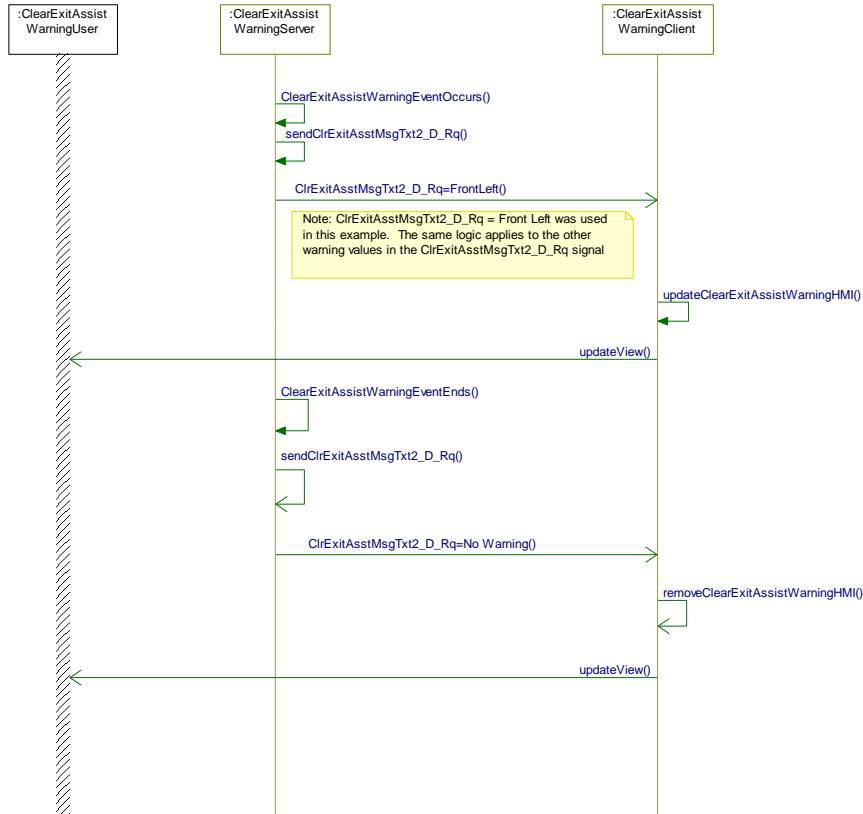 :ClearExitAssist
WarningUser
:ClearExitAssist
WarningServer
:ClearExitAssist
WarningClient
ClearExitAssistWarningEventOccurs()
sendClrExitAsstMsgTxt2_D_Rq()
ClrExitAsstMsgTxt2_D_Rq=FrontLeft()
Note: ClrExitAsstMsgTxt2_D_Rq = Front Left was used
in this example. The same logic applies to the other
warning values in the ClrExitAsstMsgTxt2_D_Rq signal
updateClearExitAssistWarningHMI()
updateView()
ClearExitAssistWarningEventEnds()
sendClrExitAsstMsgTxt2_D_Rq()
ClrExitAsstMsgTxt2_D_Rq=No Warning()
removeClearExitAssistWarningHMI()
updateView()